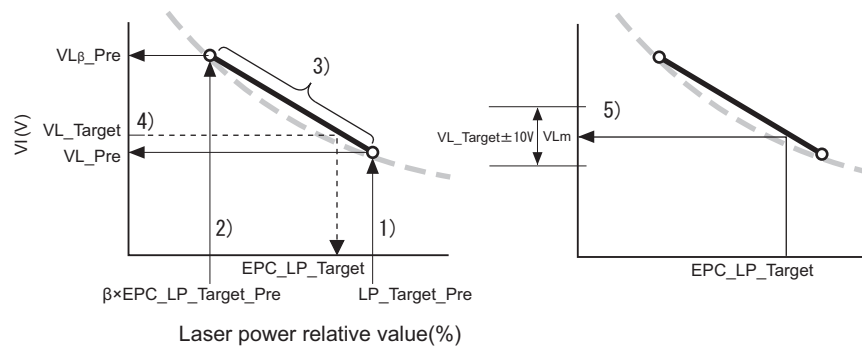 VLβ_Pre
3)
VL_Target
4)
VI(V)
VL_Pre
2)
1)
EPC_LP_Target
β×EPC_LP_Target_Pre
LP_Target_Pre
Laser power relative value(%)
5)
VL_Target±10V
VLm
EPC_LP_Target